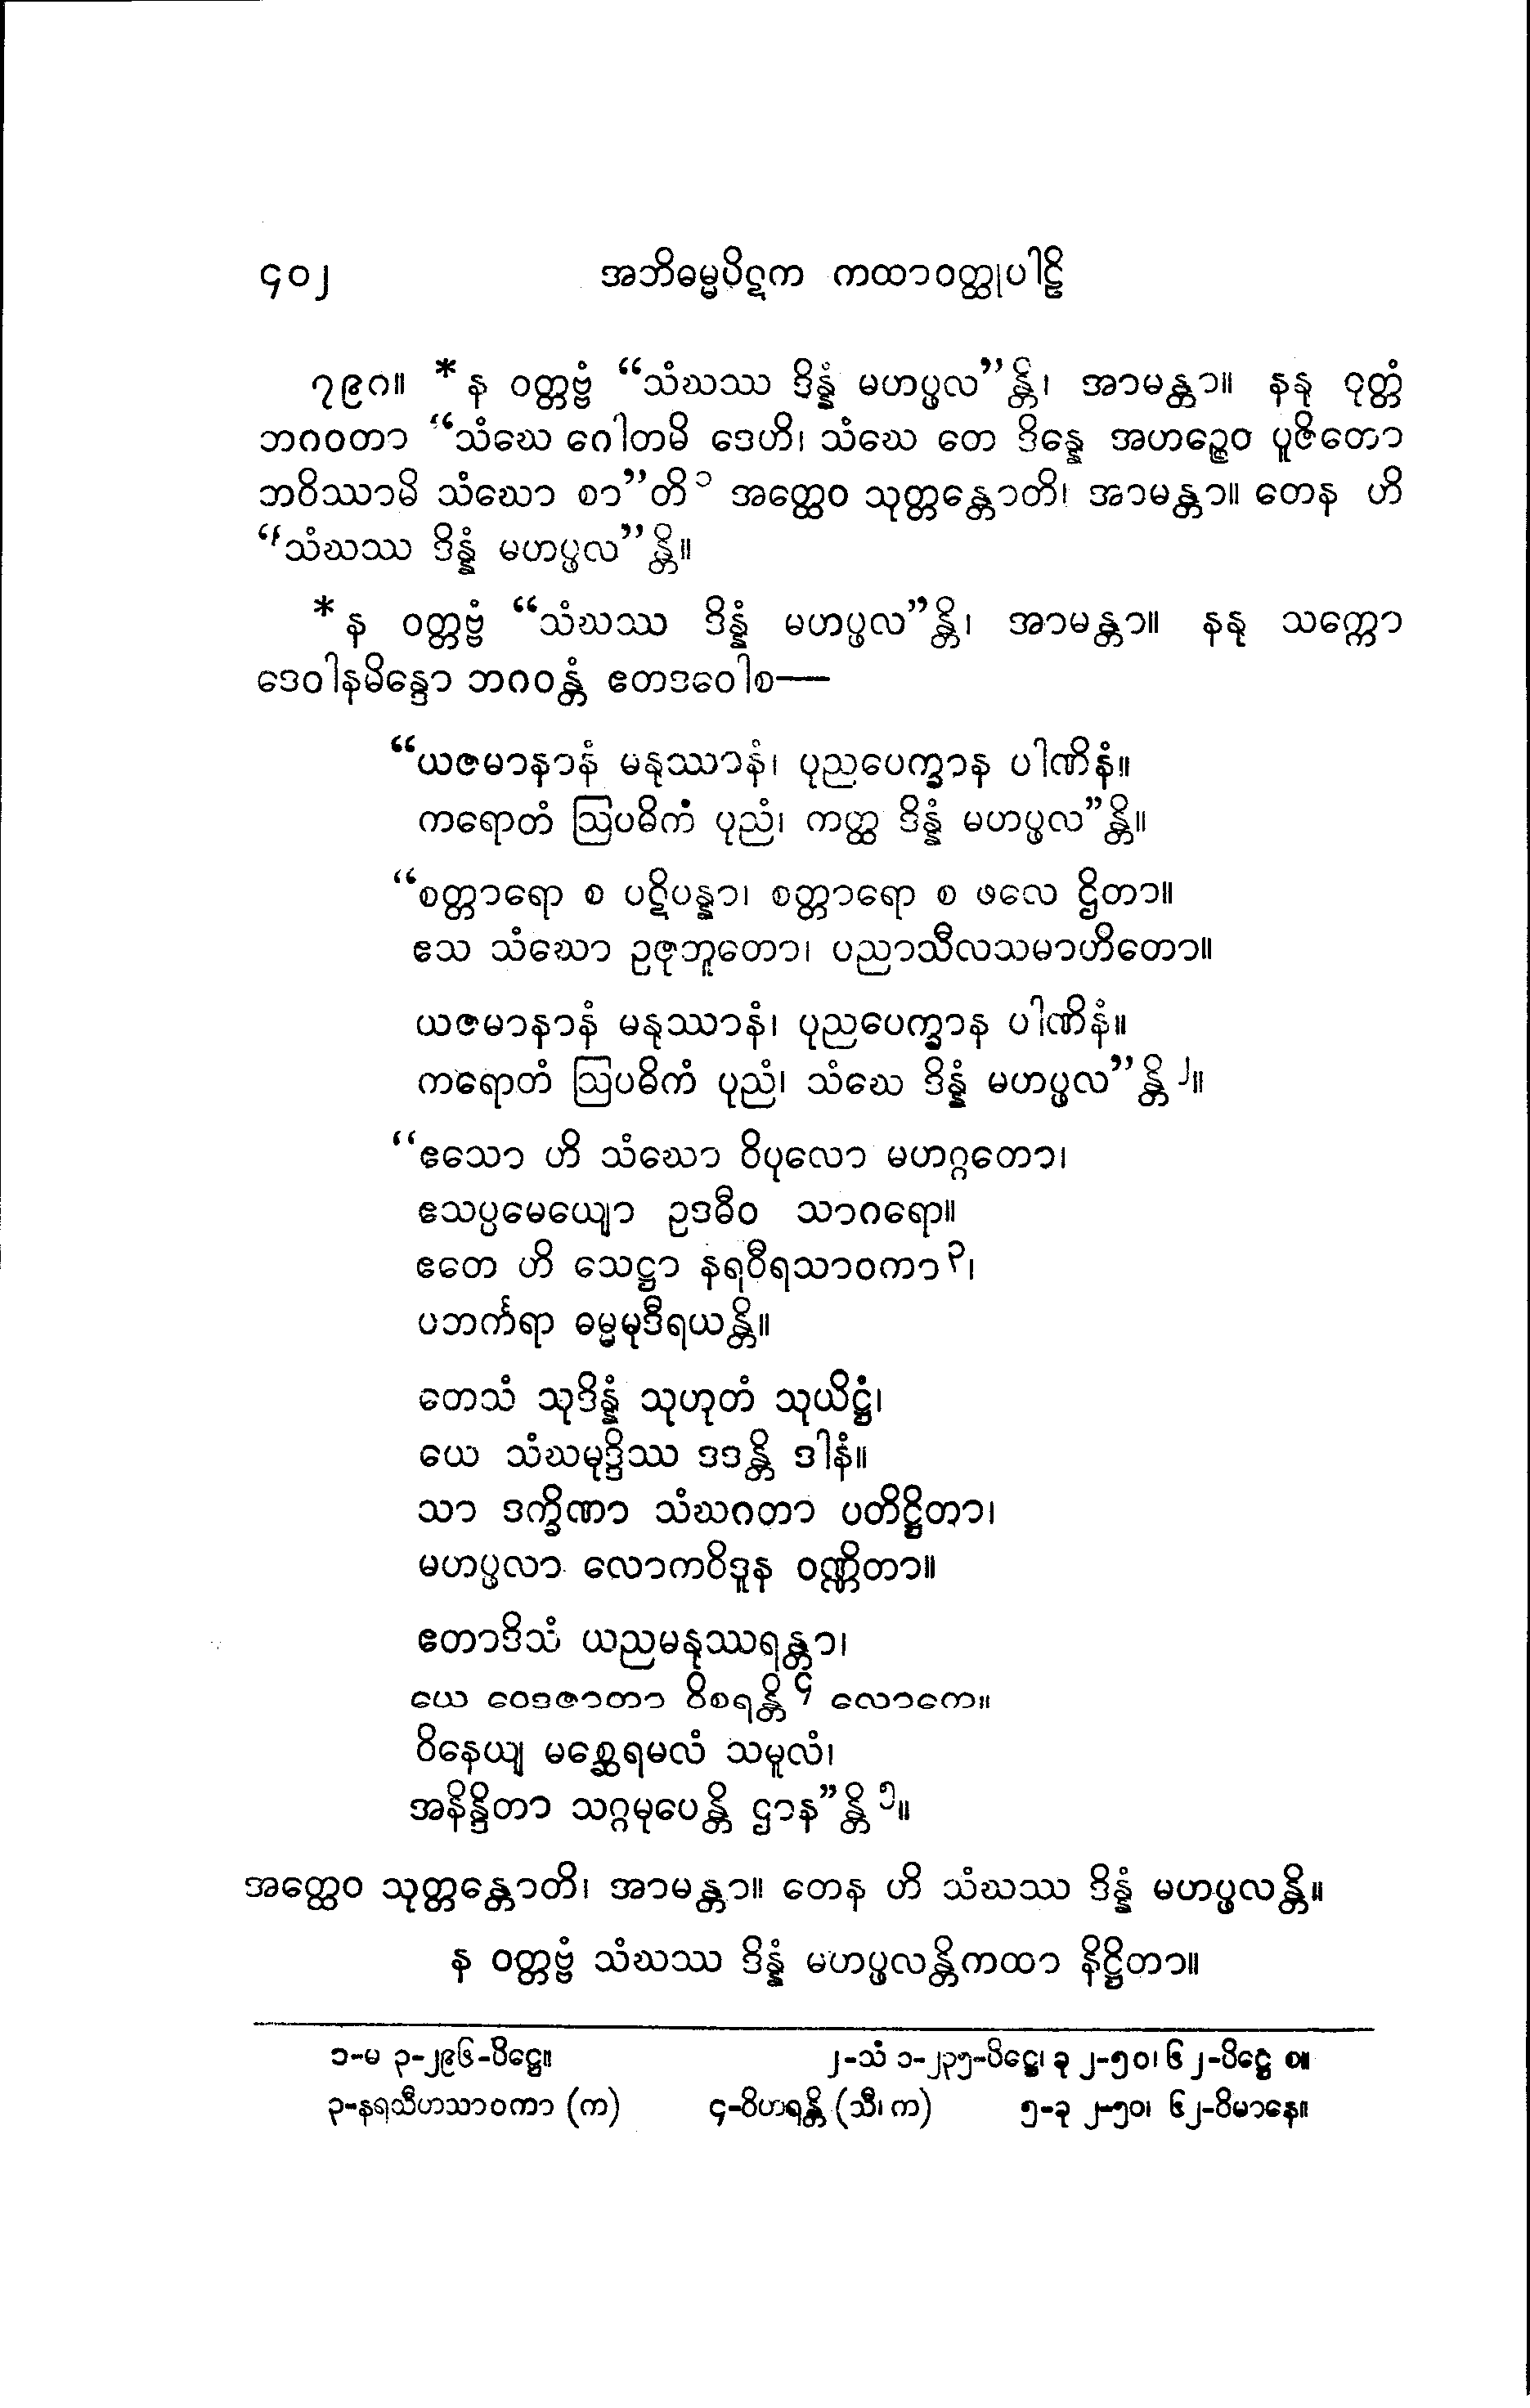 ၄၀၂ အဘိဓမ္မပိဋက ကထာဝတ္ထုပါဠိ
၇၉၈။ *န ဝတ္တဗ္ဗံ “သံဃဿ ဒိန္နံ မဟပ္ဖလ”န္တိ၊ အာမန္တာ။ နနု ဝုတ္တံ
ဘဂဝတာ “သံဃေ ဂေါတမိ ဒေဟိ၊ သံဃေ တေ ဒိန္နေ အဟဉ္စေဝ ပူဇိတော
ဘဝိဿာမိ သံဃော စာ”တိ၁ အတ္ထေဝ သုတ္တန္တောတိ၊ အာမန္တာ။ တေန ဟိ
“သံဃဿ ဒိန္နံ မဟပ္ဖလ”န္တိ။
*န ဝတ္တဗ္ဗံ “သံဃဿ ဒိန္နံ မဟပ္ဖလ”န္တိ၊ အာမန္တာ။ နနု သက္ကော
ဒေဝါနမိန္ဒော ဘဂဝန္တံ ဧတဒဝေါစ—
“ယဇမာနာနံ မနုဿာနံ၊ ပုညပေက္ခာန ပါဏိနံ။
ကရောတံ ဩပဓိကံ ပုညံ၊ ကတ္ထ ဒိန္နံ မဟပ္ဖလ”န္တိ။
“စတ္တာရော စ ပဋိပန္နာ၊ စတ္တာရော စ ဖလေ ဌိတာ။
ဧသ သံဃော ဥဇုဘူတော၊ ပညာသီလသမာဟိတော။
ယဇမာနာနံ မနုဿာနံ၊ ပုညပေက္ခာန ပါဏိနံ။
ကရောတံ ဩပဓိကံ ပုညံ၊ သံဃေ ဒိန္နံ မဟပ္ဖလ”န္တိ၂။
“ဧသော ဟိ သံဃော ဝိပုလော မဟဂ္ဂတော၊
ဧသပ္ပမေယျော ဥဒဓီဝ သာဂရော။
ဧတေ ဟိ သေဋ္ဌာ နရဝီရသာဝကာ၃၊
ပဘင်္ကရာ ဓမ္မမုဒီရယန္တိ။
တေသံ သုဒိန္နံ သုဟုတံ သုယိဋ္ဌံ၊
ယေ သံဃမုဒ္ဒိဿ ဒဒန္တိ ဒါနံ။
သာ ဒက္ခိဏာ သံဃဂတာ ပတိဋ္ဌိတာ၊
မဟပ္ဖလာ လောကဝိဒူန ဝဏ္ဏိတာ။
ဧတာဒိသံ ယညမနုဿရန္တာ၊
ယေ ဝေဒဇာတာ ဝိစရန္တိ၄ လောကေ။
ဝိနေယျ မစ္ဆေရမလံ သမူလံ၊
အနိန္ဒိတာ သဂ္ဂမုပေန္တိ ဌာန”န္တိ၅။
အတ္ထေဝ သုတ္တန္တောတိ၊ အာမန္တာ။ တေန ဟိ သံဃဿ ဒိန္နံ မဟပ္ဖလန္တိ။
န ဝတ္တဗ္ဗံ သံဃဿ ဒိန္နံ မဟပ္ဖလန္တိကထာ နိဋ္ဌိတာ။
၁-မ ၃-၂၉၆-ပိဋ္ဌေ။ ၂-သံ ၁-၂၃၅-ပိဋ္ဌေ၊ ခု ၂-၅၀၊ ၆၂-ပိဋ္ဌေ စ။
၃-နရသီဟသာဝကာ (က) ၄-ဝိဟရန္တိ (သီ၊ က) ၅-ခု ၂-၅၀၊ ၆၂-ဝိမာနေ။